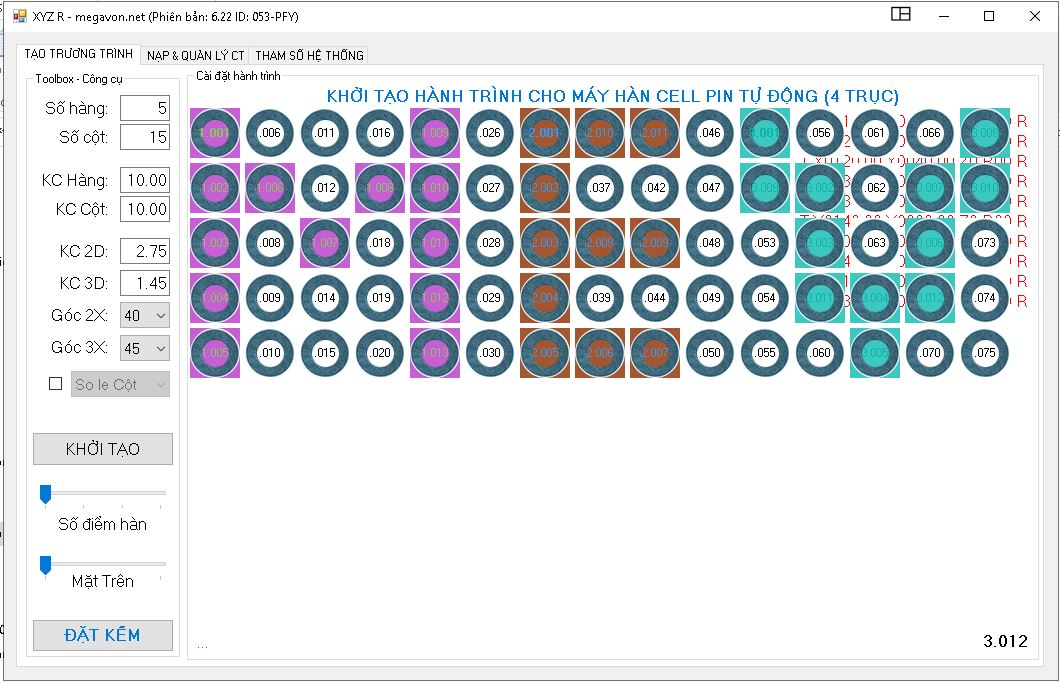 XYZ R - megavon.net (Phiên bản: 6.22 ID: 053-PFY)
TẠO TRƯƠNG TRÌNH NẠP & QUẢN LÝ CT THAM SỐ HỆ THỐNG
Toolbox - Công cụ
Số hàng: 5
Số cột: 15
KC Hàng: 10.00
KC Cột: 10.00
KC 2D: 2.75
KC 3D: 1.45
Góc 2X: 40
Góc 3X: 45
So le Cột
KHỞI TẠO
Số điểm hàn
Mặt Trên
ĐẶT KẼM
Cài đặt hành trình
KHỞI TẠO HÀNH TRÌNH CHO MÁY HÀN CELL PIN TỰ ĐỘNG (4 TRỤC)
1.001 .006 .011 .016 1.009 .026 2.001 2.010 2.011 .046 3.001 .056 .061 .066 3.008
1.002 1.006 .012 1.008 1.010 .027 2.002 .037 .042 .047 3.009 3.002 .062 3.007 3.010
1.003 .008 1.007 .018 1.011 .028 2.003 2.008 2.009 .048 .053 3.003 .063 3.006 .073
1.004 .009 .014 .019 1.012 .029 2.004 .039 .044 .049 .054 3.011 3.004 3.012 .074
1.005 .010 .015 .020 1.013 .030 2.005 2.006 2.007 .050 .055 .060 3.005 .070 .075
...
3.012